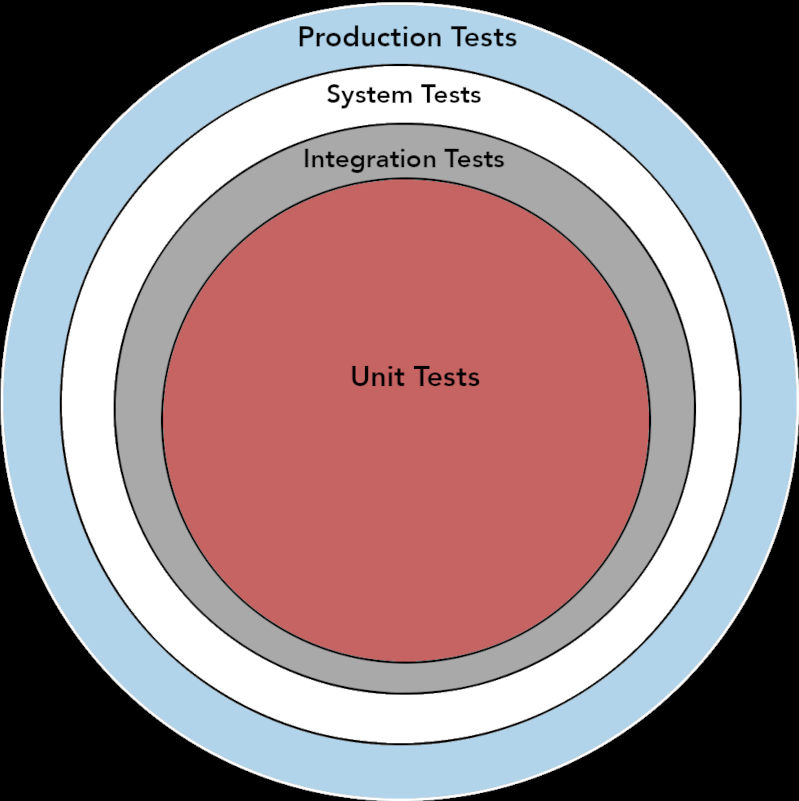 Production Tests
System Tests
Integration Tests
Unit Tests